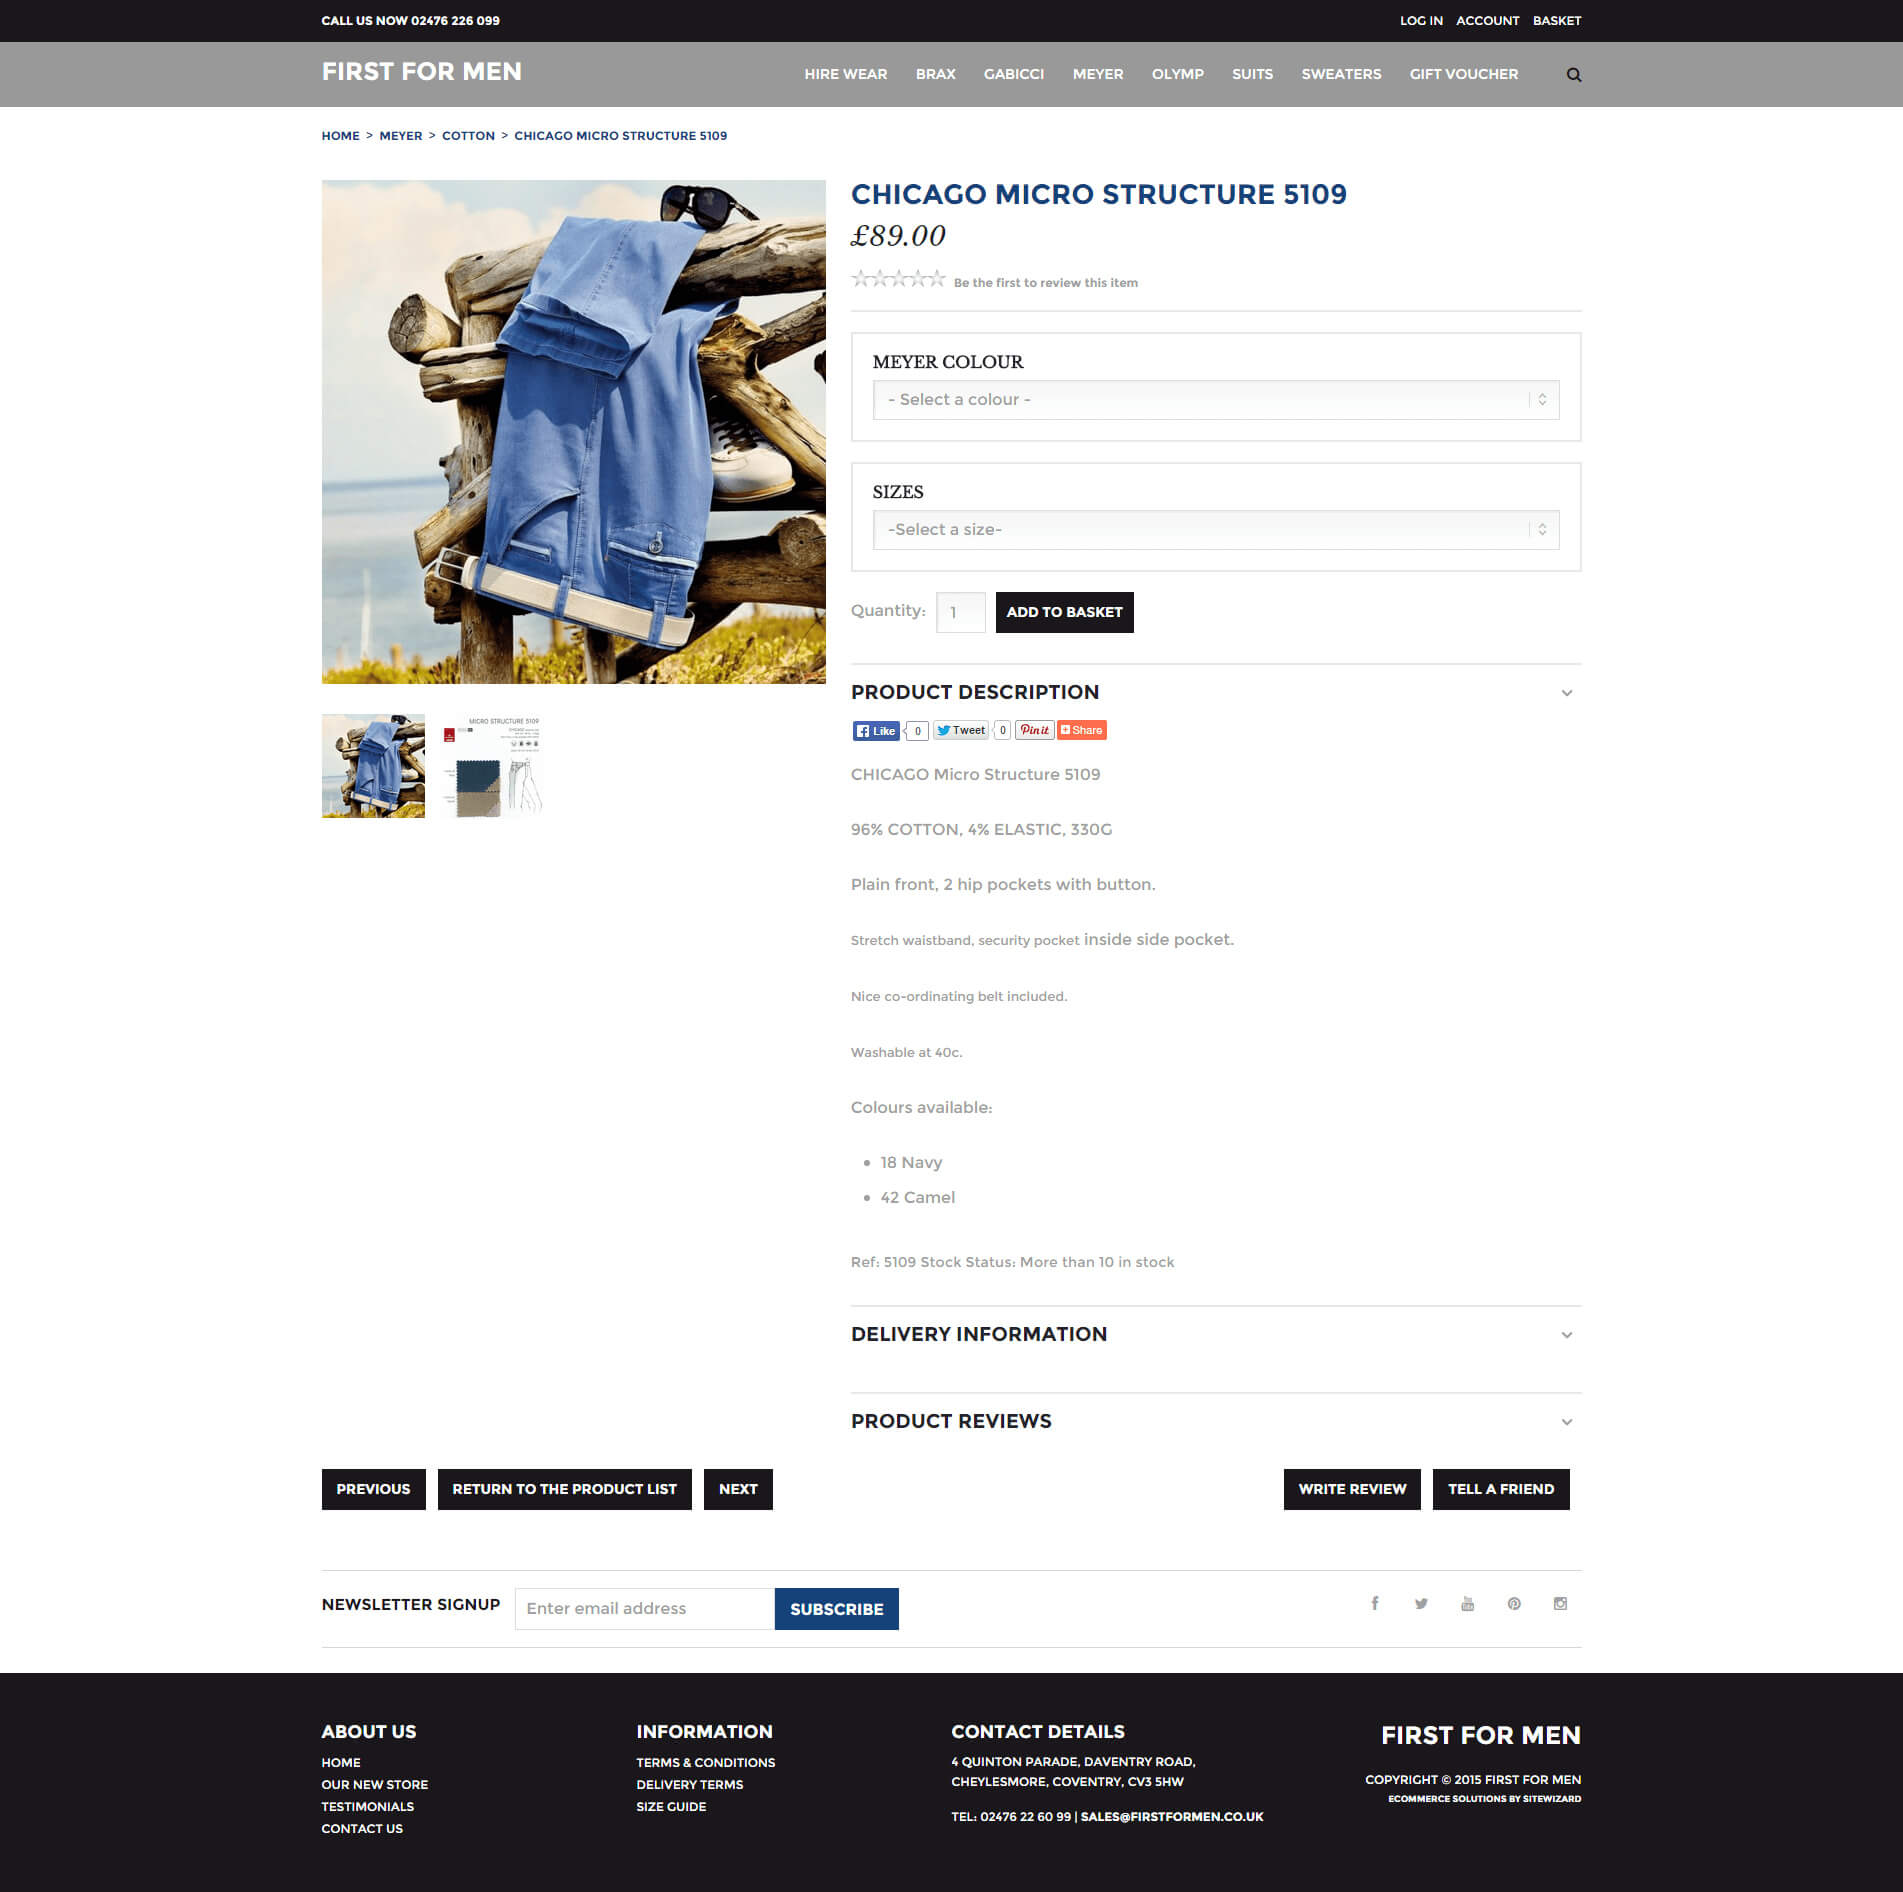 CALL US NOW 02476 226 099
LOG IN ACCOUNT BASKET
FIRST FOR MEN
HIRE WEAR BRAX GABICCI MEYER OLYMP SUITS SWEATERS GIFT VOUCHER
HOME > MEYER > COTTON > CHICAGO MICRO STRUCTURE 5109
CHICAGO MICRO STRUCTURE 5109
£89.00
Be the first to review this item
MEYER COLOUR
- Select a colour -
SIZES
-Select a size-
Quantity: 1 ADD TO BASKET
MICRO STRUCTURE 5109
PRODUCT DESCRIPTION
Like 0 Tweet 0 Pin it Share
CHICAGO Micro Structure 5109
96% COTTON, 4% ELASTIC, 330G
Plain front, 2 hip pockets with button.
Stretch waistband, security pocket inside side pocket.
Nice co-ordinating belt included.
Washable at 40c.
Colours available:
18 Navy
42 Camel
Ref: 5109 Stock Status: More than 10 in stock
DELIVERY INFORMATION
PRODUCT REVIEWS
PREVIOUS RETURN TO THE PRODUCT LIST NEXT
WRITE REVIEW TELL A FRIEND
NEWSLETTER SIGNUP Enter email address SUBSCRIBE
ABOUT US
HOME
OUR NEW STORE
TESTIMONIALS
CONTACT US
INFORMATION
TERMS & CONDITIONS
DELIVERY TERMS
SIZE GUIDE
CONTACT DETAILS
4 QUINTON PARADE, DAVENTRY ROAD,
CHEYLESMORE, COVENTRY, CV3 5HW
TEL: 02476 22 60 99 | SALES@FIRSTFORMEN.CO.UK
FIRST FOR MEN
COPYRIGHT © 2015 FIRST FOR MEN
ECOMMERCE SOLUTIONS BY SITEWIZARD